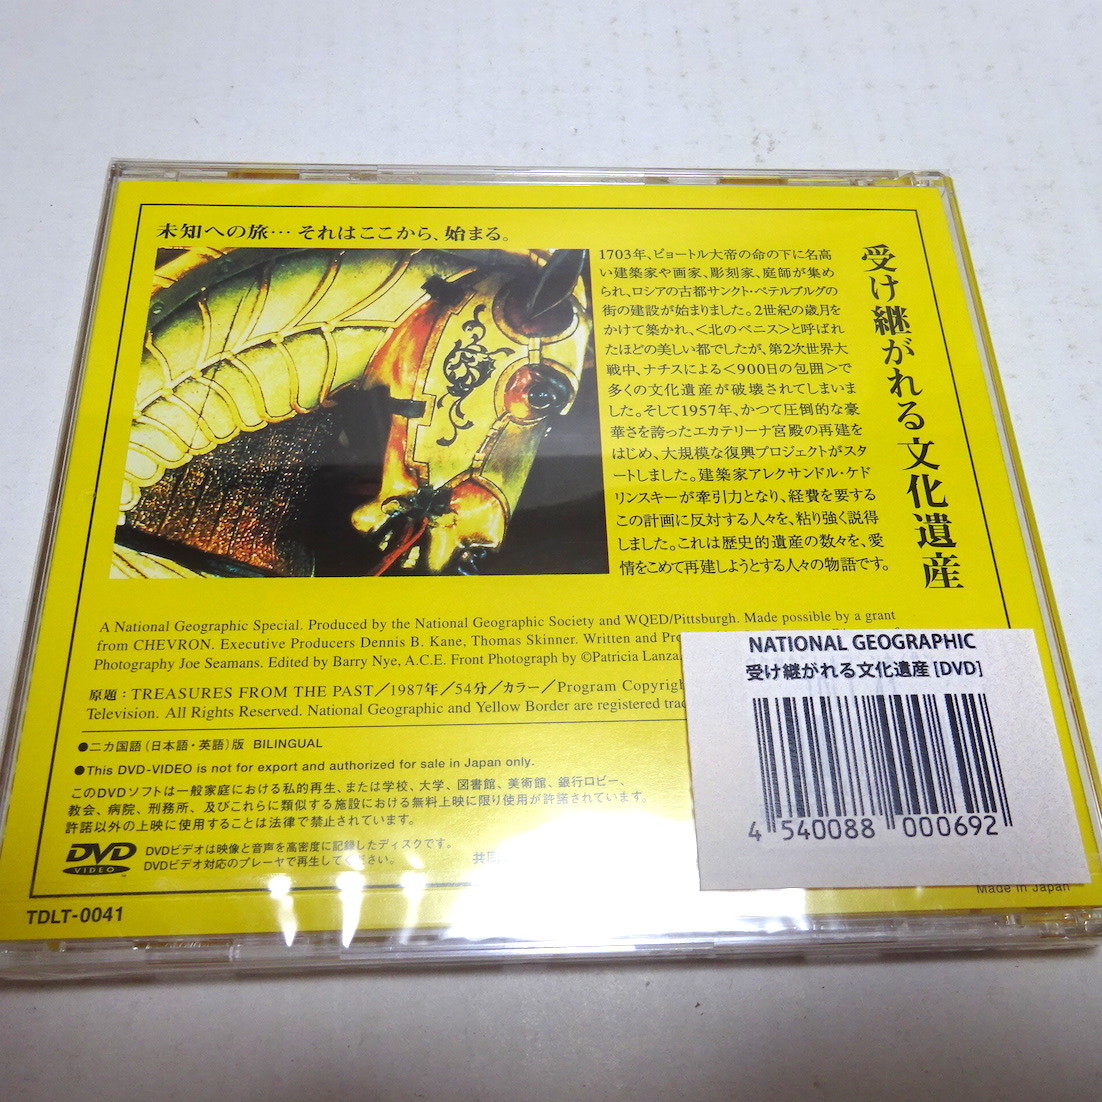 未知への旅… それはここから、始まる。
受け継がれる文化遺産
1703年、ピョートル大帝の命の下に名高
い建築家や画家、彫刻家、庭師が集め
られ、ロシアの古都サンクト・ペテルブルグの
街の建設が始まりました。2世紀の歳月を
かけて築かれ、<北のベニス>と呼ばれ
たほどの美しい都でしたが、第2次世界大
戦中、ナチスによる<900日の包囲>で
多くの文化遺産が破壊されてしまいま
した。そして1957年、かつて圧倒的な豪
華さを誇ったエカテリーナ宮殿の再建を
はじめ、大規模な復興プロジェクトがスタ
ートしました。建築家アレクサンドル・ケド
リンスキーが牽引力となり、経費を要する
この計画に反対する人々を、粘り強く説得
しました。これは歴史的遺産の数々を、愛
情をこめて再建しようとする人々の物語です。
A National Geographic Special. Produced by the National Geographic Society and WQED/Pittsburgh. Made possible by a grant
from CHEVRON. Executive Producers Dennis B. Kane, Thomas Skinner. Written and
Photography Joe Seamans. Edited by Barry Nye, A.C.E. Front Photograph by ©Patricia Lanza.
原題：TREASURES FROM THE PAST／1987年／54分／カラー／Program
Television. All Rights Reserved. National Geographic and Yellow Border are registered
●二カ国語（日本語・英語）版 BILINGUAL
●This DVD-VIDEO is not for export and authorized for sale in Japan only.
このDVDソフトは一般家庭における私的再生、または学校、大学、図書館、美術館、銀行ロビー、
教会、病院、刑務所、及びこれらに類似する施設における無料上映に限り使用が許諾されています。
許諾以外の上映に使用することは法律で禁止されています。
DVD VIDEO
DVDビデオは映像と音声を高密度に記録したディスクです。
DVDビデオ対応のプレーヤで再生してください。
NATIONAL GEOGRAPHIC
受け継がれる文化遺産[DVD]
4 540088 000692
Made in Japan
TDLT-0041